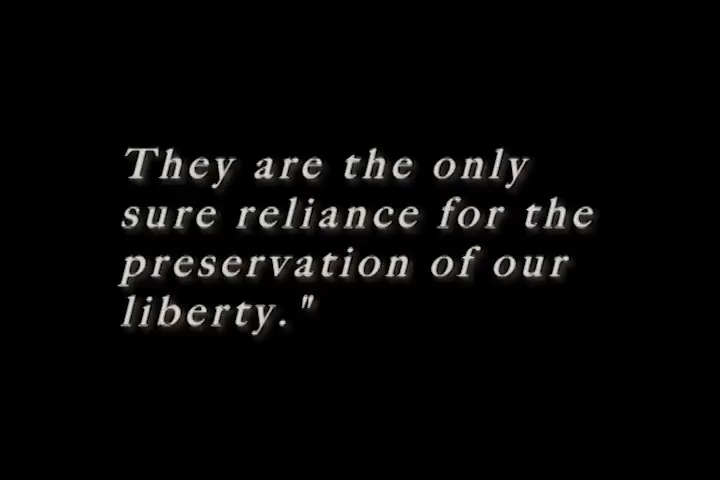 They are the only
sure reliance for the
preservation of our
liberty."